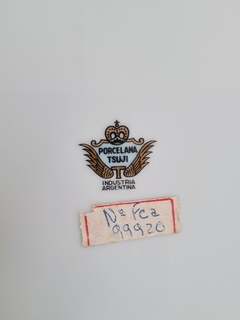 PORCELANA
TSUJI
INDUSTRIA
ARGENTINA
Nº Fca
99920